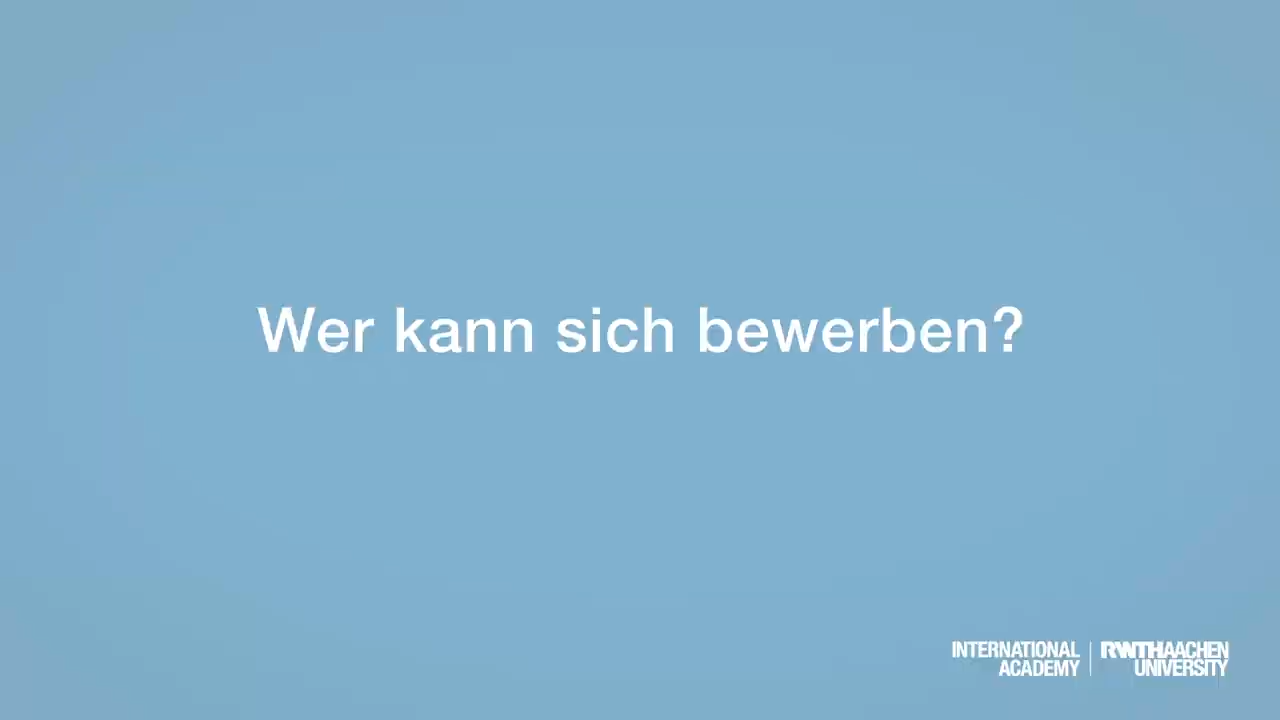 Wer kann sich bewerben?
INTERNATIONAL ACADEMY
RWTHAACHEN UNIVERSITY